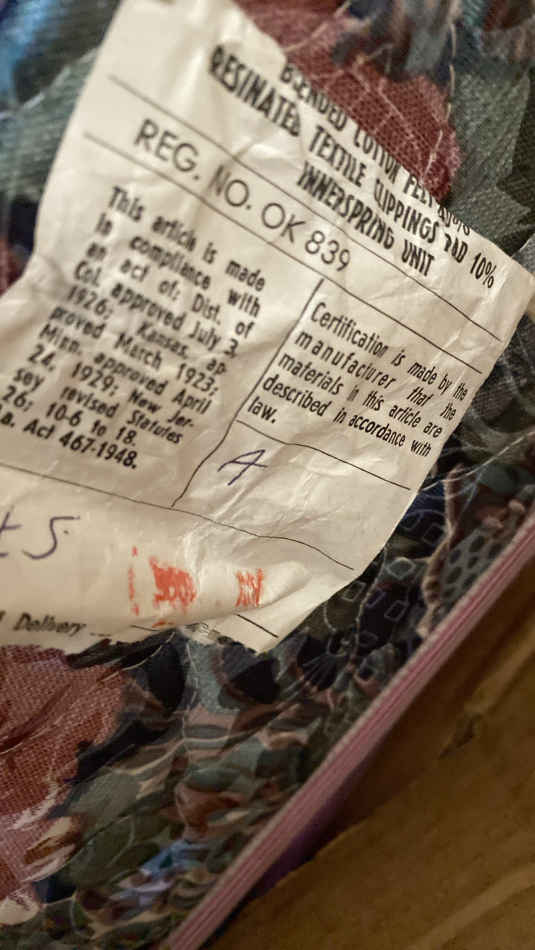 BLENDED COTTON FELT
RESINATED TEXTILE CLIPPINGS PAD 10%
INNERSPRING UNIT
REG. NO. OK 839
This article is made
in compliance with
an act of: Dist. of
Col. approved July 3,
1926; Kansas, ap-
proved March 1923;
Minn. approved April
24, 1929; New Jer-
sey revised Statutes
26; 10-6 to 18.
a. Act 467-1948.
Certification is made by the
manufacturer that the
materials in this article are
described in accordance with
law.
A
S
Delivery